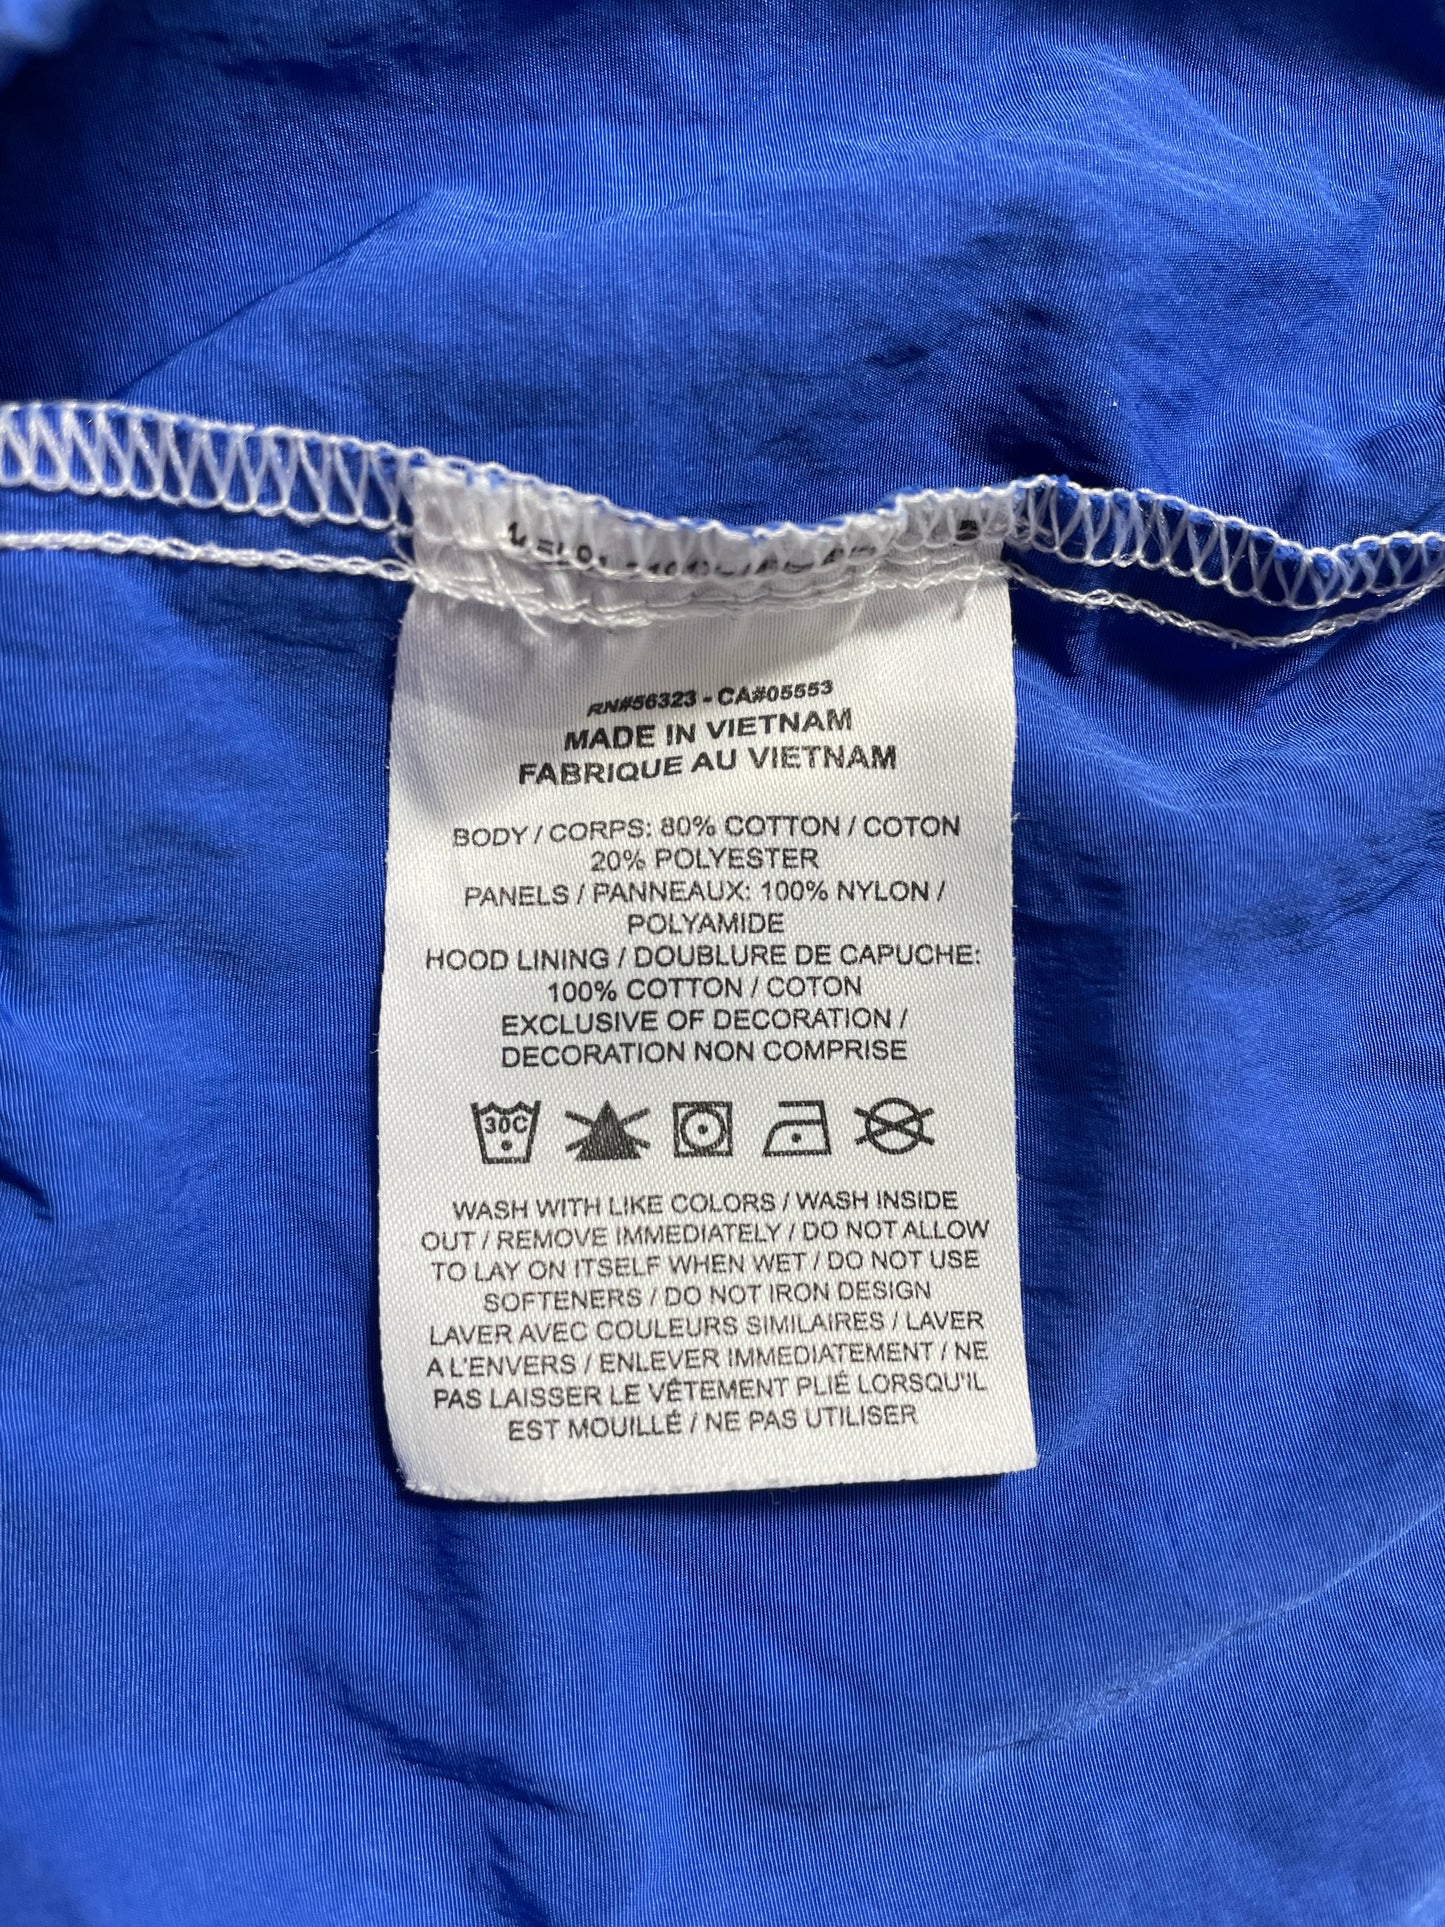 RN#56323 - CA#05553
MADE IN VIETNAM
FABRIQUE AU VIETNAM
BODY / CORPS: 80% COTTON / COTON
20% POLYESTER
PANELS / PANNEAUX: 100% NYLON /
POLYAMIDE
HOOD LINING / DOUBLURE DE CAPUCHE:
100% COTTON / COTON
EXCLUSIVE OF DECORATION /
DECORATION NON COMPRISE
30C
WASH WITH LIKE COLORS / WASH INSIDE
OUT / REMOVE IMMEDIATELY / DO NOT ALLOW
TO LAY ON ITSELF WHEN WET / DO NOT USE
SOFTENERS / DO NOT IRON DESIGN
LAVER AVEC COULEURS SIMILAIRES / LAVER
A L'ENVERS / ENLEVER IMMEDIATEMENT / NE
PAS LAISSER LE VÊTEMENT PLIÉ LORSQU'IL
EST MOUILLÉ / NE PAS UTILISER